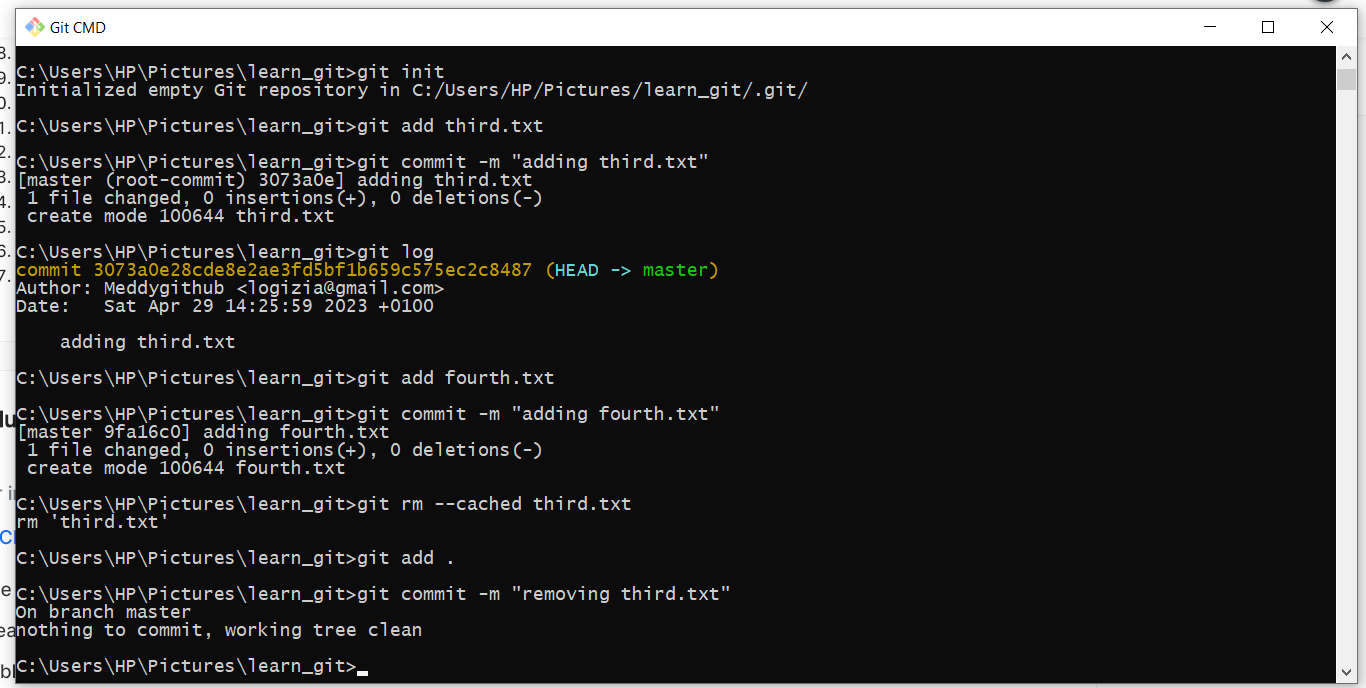 Git CMD
C:\Users\HP\Pictures\learn_git>git init
Initialized empty Git repository in C:/Users/HP/Pictures/learn_git/.git/
C:\Users\HP\Pictures\learn_git>git add third.txt
C:\Users\HP\Pictures\learn_git>git commit -m "adding third.txt"
[master (root-commit) 3073a0e] adding third.txt
 1 file changed, 0 insertions(+), 0 deletions(-)
 create mode 100644 third.txt
C:\Users\HP\Pictures\learn_git>git log
commit 3073a0e28cde8e2ae3fd5bf1b659c575ec2c8487 (HEAD -> master)
Author: Meddygithub <logizia@gmail.com>
Date:   Sat Apr 29 14:25:59 2023 +0100
    adding third.txt
C:\Users\HP\Pictures\learn_git>git add fourth.txt
C:\Users\HP\Pictures\learn_git>git commit -m "adding fourth.txt"
[master 9fa16c0] adding fourth.txt
 1 file changed, 0 insertions(+), 0 deletions(-)
 create mode 100644 fourth.txt
C:\Users\HP\Pictures\learn_git>git rm --cached third.txt
rm 'third.txt'
C:\Users\HP\Pictures\learn_git>git add .
C:\Users\HP\Pictures\learn_git>git commit -m "removing third.txt"
On branch master
nothing to commit, working tree clean
C:\Users\HP\Pictures\learn_git>